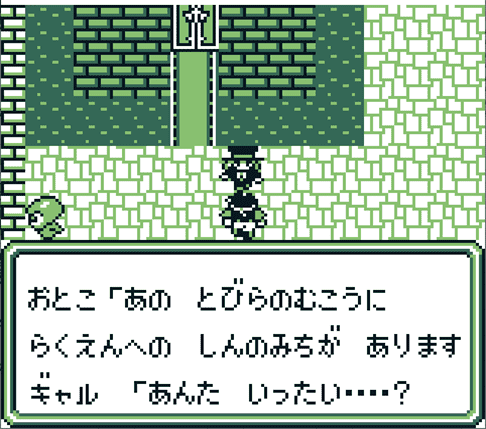 おとこ「あの　とびらのむこうに
らくえんへの　しんのみちが　あります
ギャル　「あんた　いったい････?